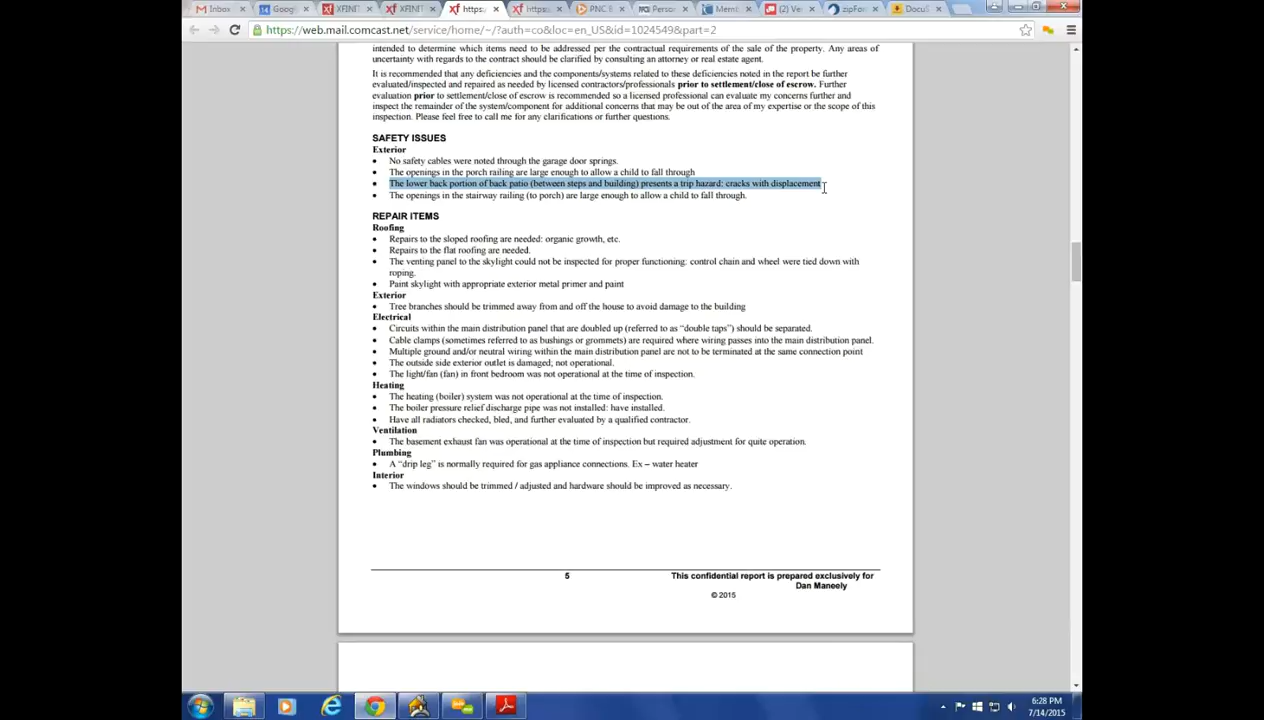 Inbox
Goog
XFINIT
XFINIT
https:
https:
PNC B
Person
Memb
(2) Ve
zipFor
DocuS
https://web.mail.comcast.net/service/home/~/?auth=co&loc=en_US&id=1024549&part=2
intended to determine which items need to be addressed per the contractual requirements of the sale of the property. Any areas of
uncertainty with regards to the contract should be clarified by consulting an attorney or real estate agent.
It is recommended that any deficiencies and the components/systems related to these deficiencies noted in the report be further
evaluated/inspected and repaired as needed by licensed contractors/professionals prior to settlement/close of escrow. Further
evaluation prior to settlement/close of escrow is recommended so a licensed professional can evaluate my concerns further and
inspect the remainder of the system/component for additional concerns that may be out of the area of my expertise or the scope of this
inspection. Please feel free to call me for any clarifications or further questions.
SAFETY ISSUES
Exterior
• No safety cables were noted through the garage door springs.
• The openings in the porch railing are large enough to allow a child to fall through
• The lower back portion of back patio (between steps and building) presents a trip hazard: cracks with displacement
• The openings in the stairway railing (to porch) are large enough to allow a child to fall through.
REPAIR ITEMS
Roofing
• Repairs to the sloped roofing are needed: organic growth, etc.
• Repairs to the flat roofing are needed.
• The venting panel to the skylight could not be inspected for proper functioning: control chain and wheel were tied down with
roping.
• Paint skylight with appropriate exterior metal primer and paint
Exterior
• Tree branches should be trimmed away from and off the house to avoid damage to the building
Electrical
• Circuits within the main distribution panel that are doubled up (referred to as “double taps”) should be separated.
• Cable clamps (sometimes referred to as bushings or grommets) are required where wiring passes into the main distribution panel.
• Multiple ground and/or neutral wiring within the main distribution panel are not to be terminated at the same connection point
• The outside side exterior outlet is damaged, not operational.
• The light/fan (fan) in front bedroom was not operational at the time of inspection.
Heating
• The heating (boiler) system was not operational at the time of inspection.
• The boiler pressure relief discharge pipe was not installed: have installed.
• Have all radiators checked, bled, and further evaluated by a qualified contractor.
Ventilation
• The basement exhaust fan was operational at the time of inspection but required adjustment for quite operation.
Plumbing
• A “drip leg” is normally required for gas appliance connections. Ex – water heater
Interior
• The windows should be trimmed / adjusted and hardware should be improved as necessary.
5
This confidential report is prepared exclusively for
Dan Maneely
© 2015
6:28 PM
7/14/2015